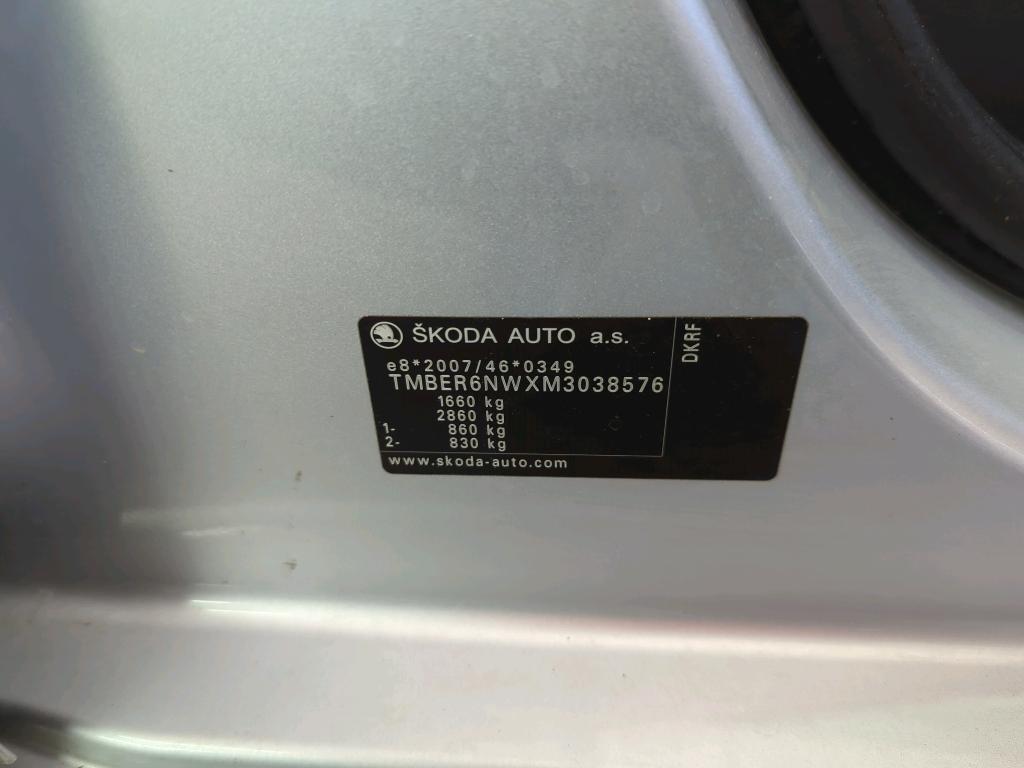 ŠKODA AUTO a.s.
DKRF
e8*2007/46*0349
TMBER6NWXM3038576
1660 kg
2860 kg
1- 860 kg
2- 830 kg
www.skoda-auto.com